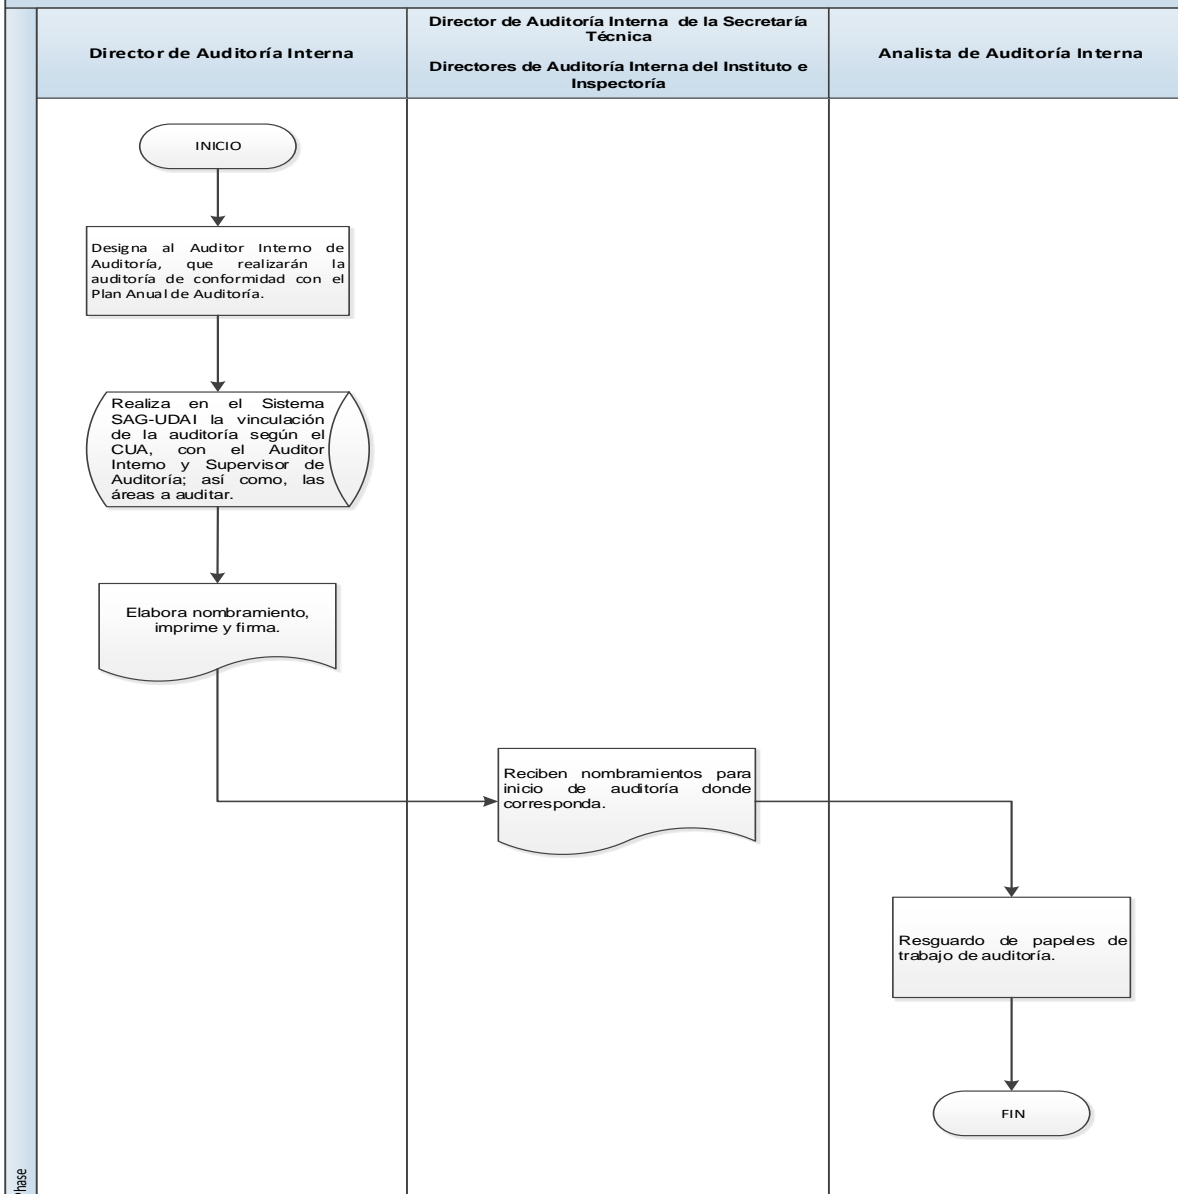 Director de Auditoría Interna
Director de Auditoría Interna de la Secretaría
Técnica
Directores de Auditoría Interna del Instituto e
Inspectoría
Analista de Auditoría Interna
INICIO
Designa al Auditor Interno de
Auditoría, que realizarán la
auditoría de conformidad con el
Plan Anual de Auditoría.
Realiza en el Sistema
SAG-UDAI la vinculación
de la auditoría según el
CUA, con el Auditor
Interno y Supervisor de
Auditoría; así como, las
áreas a auditar.
Elabora nombramiento,
imprime y firma.
Reciben nombramientos para
inicio de auditoría donde
corresponda.
Resguardo de papeles de
trabajo de auditoría.
FIN
Phase